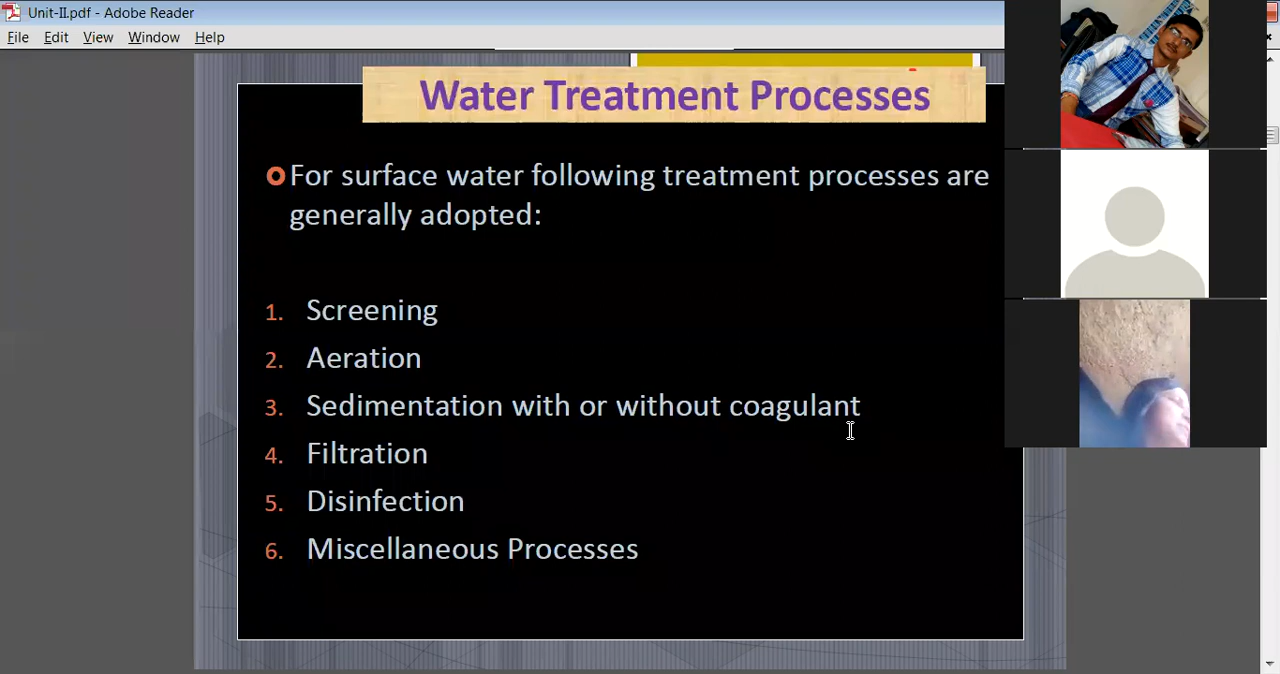 Unit-II.pdf - Adobe Reader
File Edit View Window Help
Water Treatment Processes
For surface water following treatment processes are
generally adopted:
1. Screening
2. Aeration
3. Sedimentation with or without coagulant
4. Filtration
5. Disinfection
6. Miscellaneous Processes